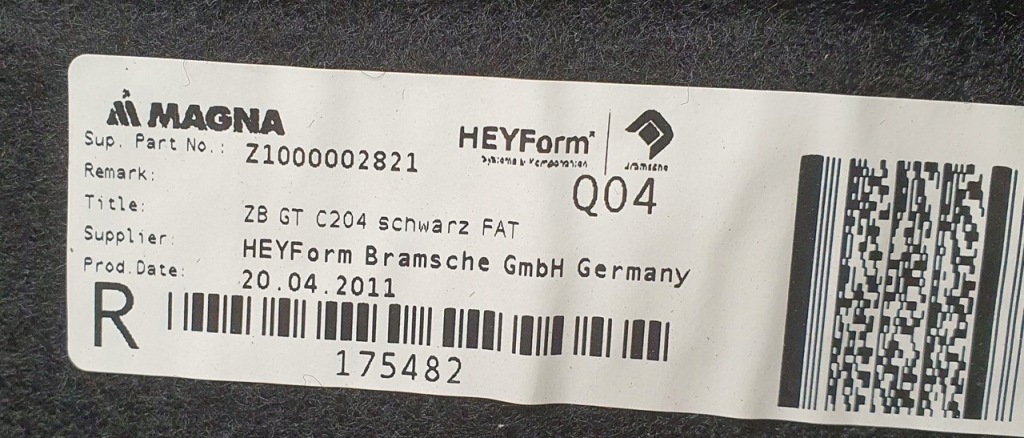 MAGNA
HEYForm
Sup. Part No.: Z1000002821
Bramsche
Remark:
Q04
Title: ZB GT C204 schwarz FAT
Supplier: HEYForm Bramsche GmbH Germany
Prod.Date: 20.04.2011
R
175482